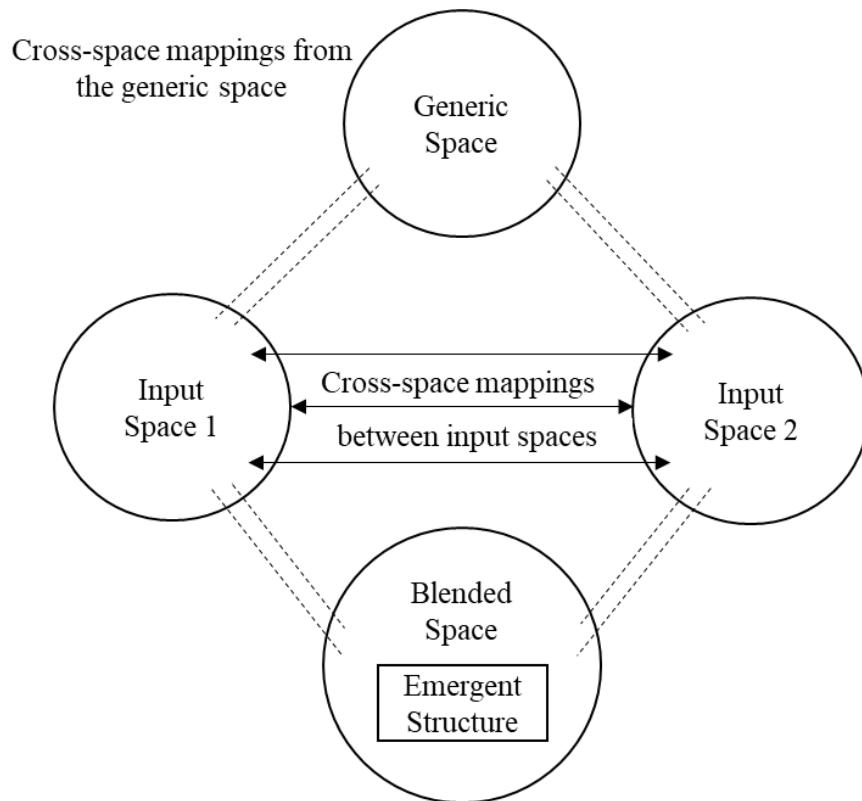 Cross-space mappings from
the generic space
Generic
Space
Input
Space 1
Cross-space mappings
between input spaces
Input
Space 2
Blended
Space
Emergent
Structure